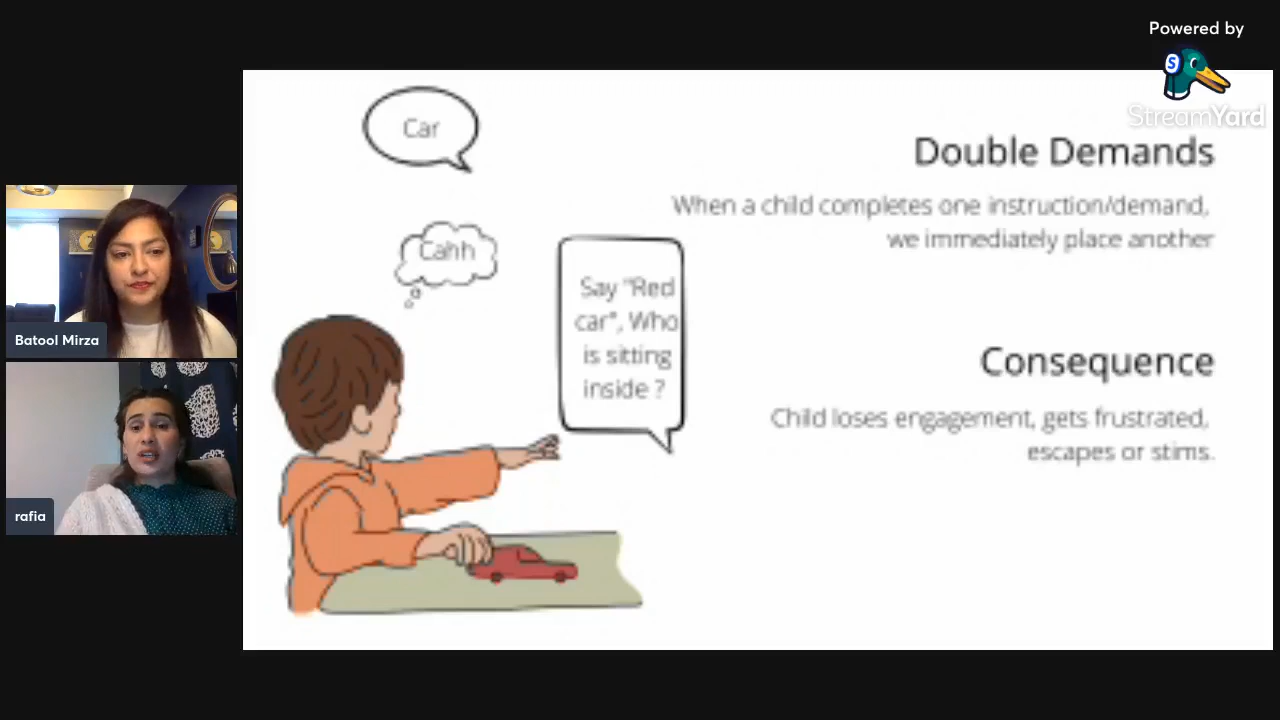 Powered by
S
StreamYard
Batool Mirza
rafia
Car
Cahh
Say "Red
car", Who
is sitting
inside ?
Double Demands
When a child completes one instruction/demand,
we immediately place another
Consequence
Child loses engagement, gets frustrated,
escapes or stims.